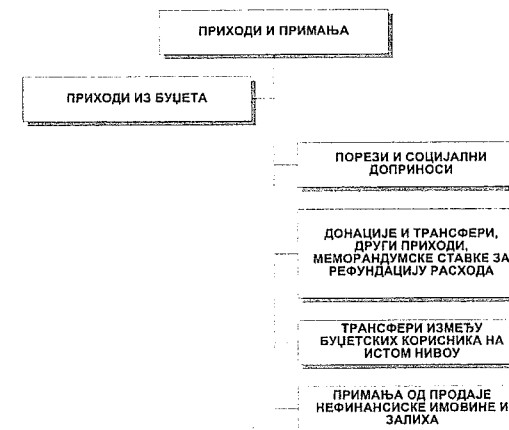 ПРИХОДИ И ПРИМАЊА
ПРИХОДИ ИЗ БУЏЕТА
ПОРЕЗИ И СОЦИЈАЛНИ
ДОПРИНОСИ
ДОНАЦИЈЕ И ТРАНСФЕРИ,
ДРУГИ ПРИХОДИ,
МЕМОРАНДУМСКЕ СТАВКЕ ЗА
РЕФУНДАЦИЈУ РАСХОДА
ТРАНСФЕРИ ИЗМЕЂУ
БУЏЕТСКИХ КОРИСНИКА НА
ИСТОМ НИВОУ
ПРИМАЊА ОД ПРОДАЈЕ
НЕФИНАНСИСКЕ ИМОВИНЕ И
ЗАЛИХА